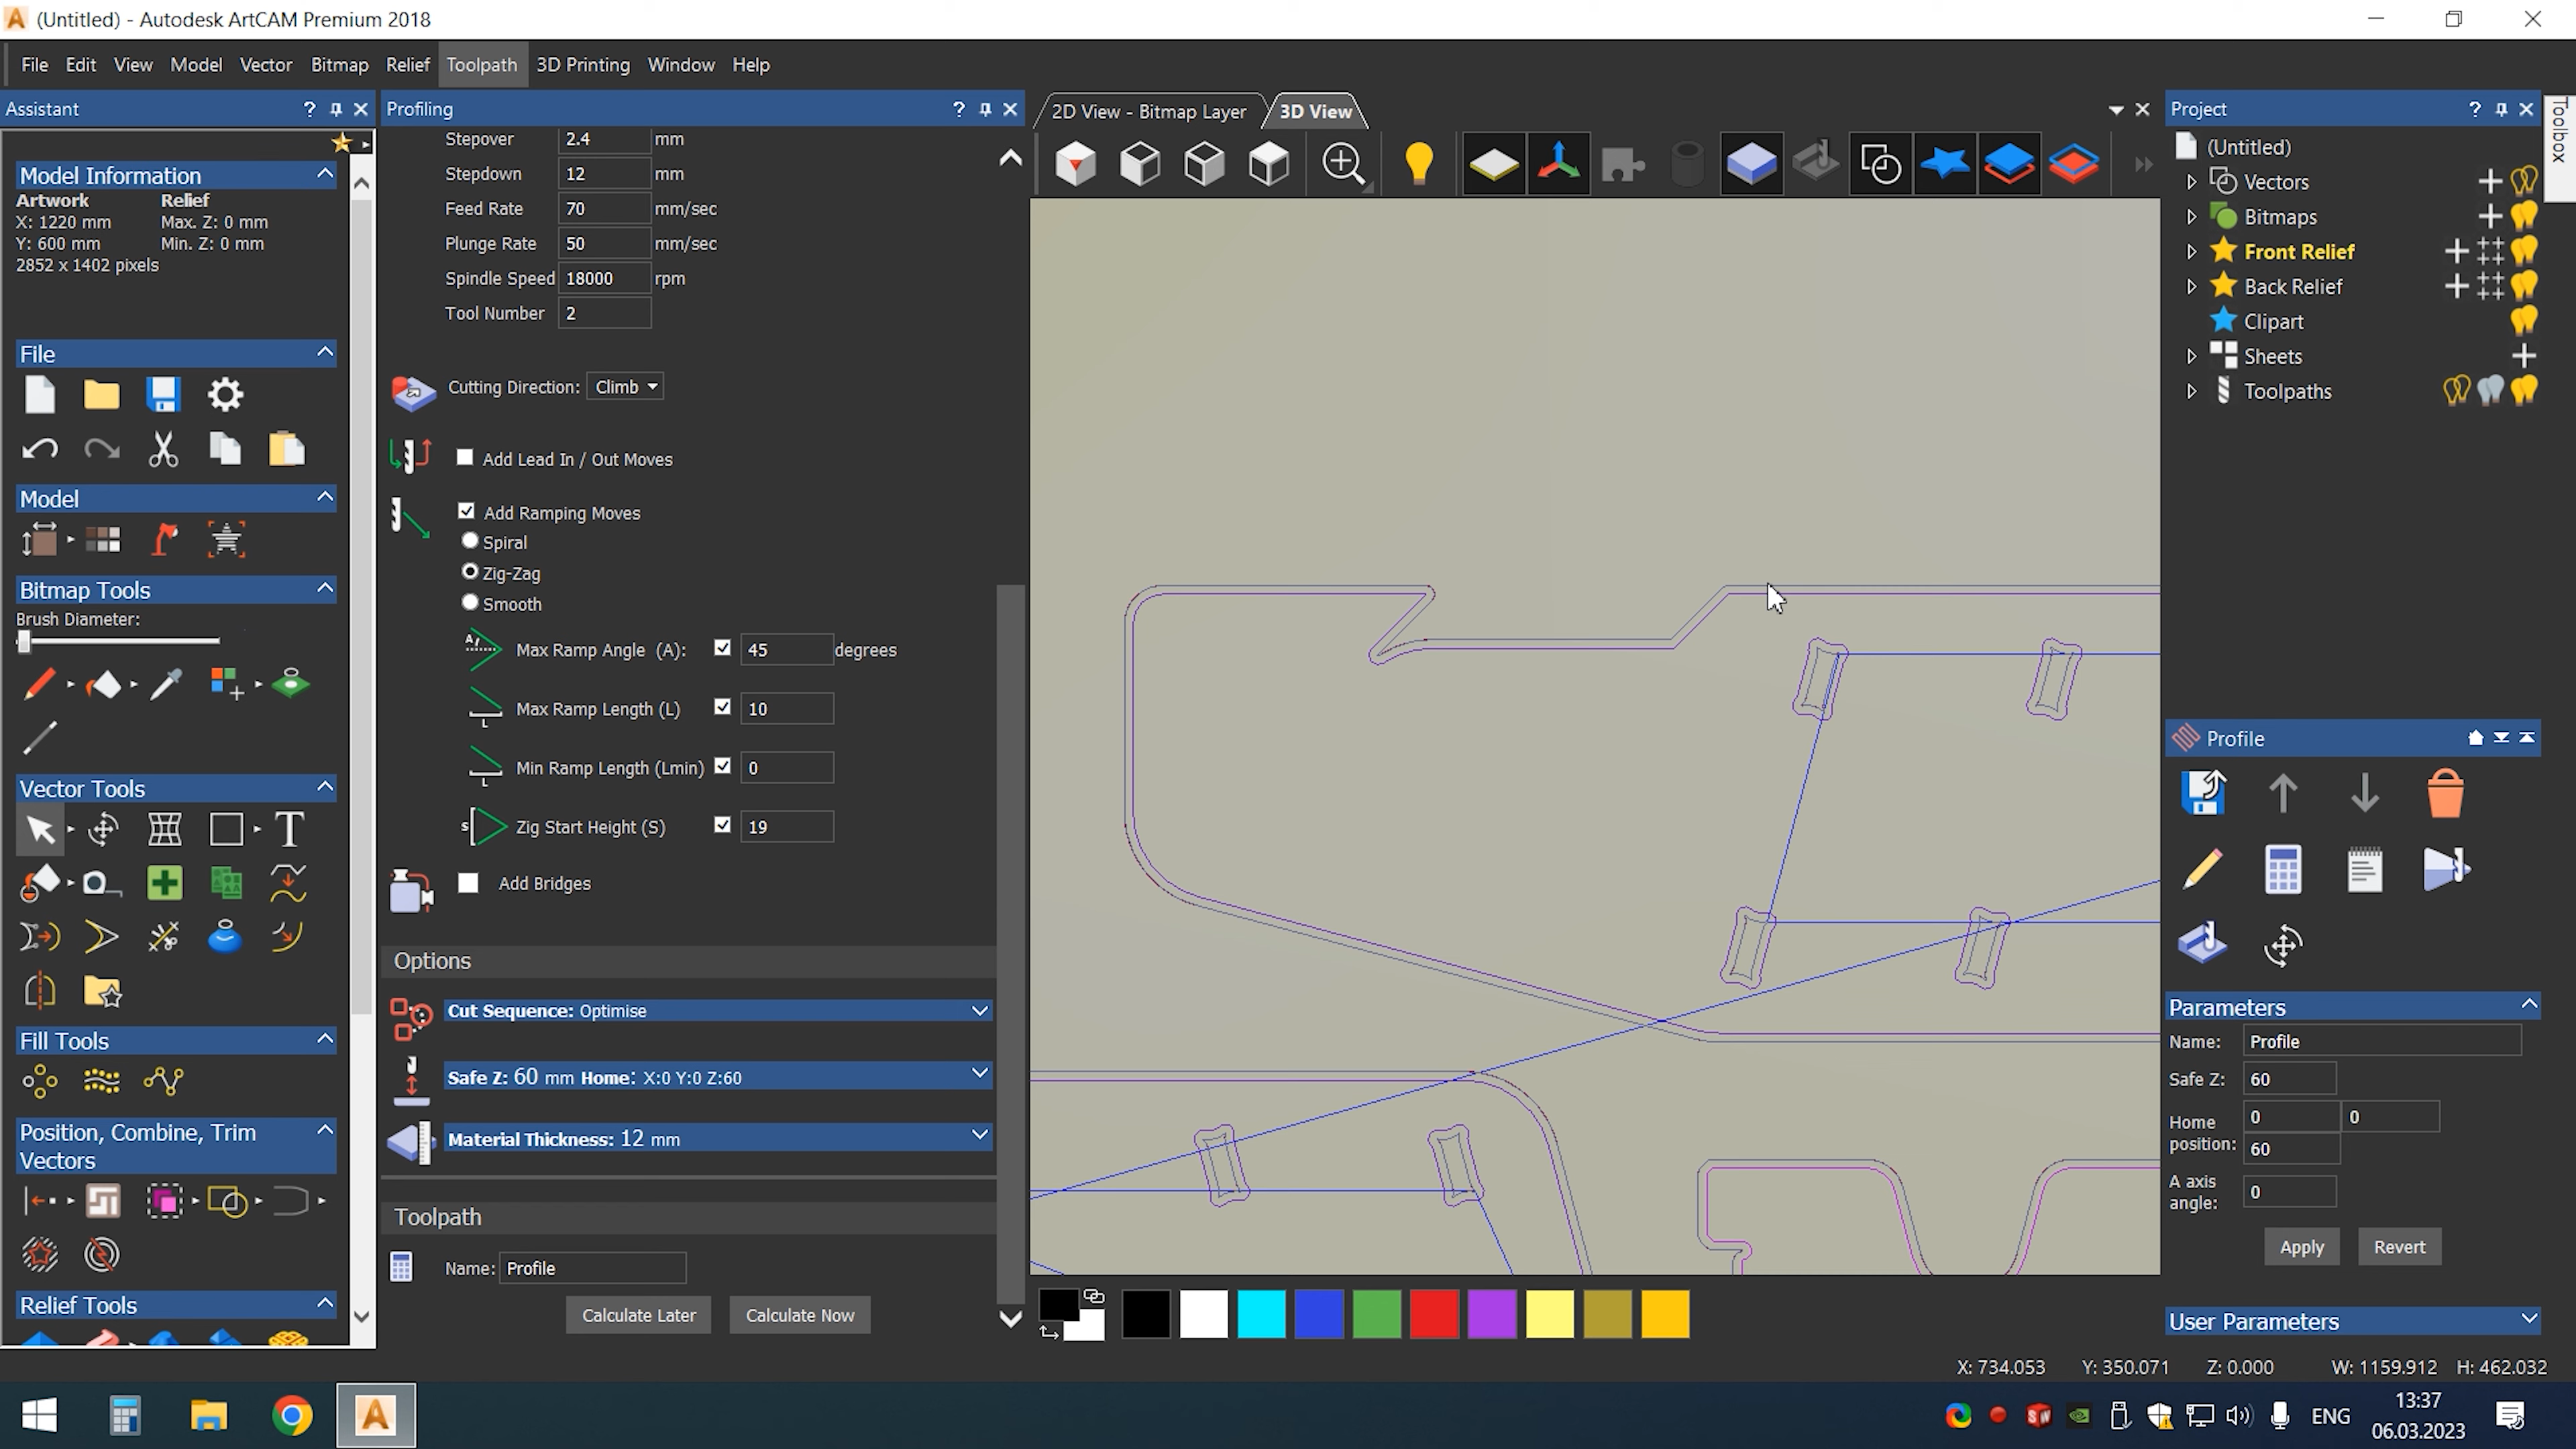 (Untitled) - Autodesk ArtCAM Premium 2018
File Edit View Model Vector Bitmap Relief Toolpath 3D Printing Window Help
Assistant
Model Information
Artwork Relief
X: 1220 mm Max. Z: 0 mm
Y: 600 mm Min. Z: 0 mm
2852 x 1402 pixels
File
Model
Bitmap Tools
Brush Diameter:
Vector Tools
Fill Tools
Position, Combine, Trim
Vectors
Relief Tools
Profiling
Stepover 2.4 mm
Stepdown 12 mm
Feed Rate 70 mm/sec
Plunge Rate 50 mm/sec
Spindle Speed 18000 rpm
Tool Number 2
Cutting Direction: Climb
Add Lead In / Out Moves
Add Ramping Moves
Spiral
Zig-Zag
Smooth
Max Ramp Angle (A): 45 degrees
Max Ramp Length (L) 10
Min Ramp Length (Lmin) 0
Zig Start Height (S) 19
Add Bridges
Options
Cut Sequence: Optimise
Safe Z: 60 mm Home: X:0 Y:0 Z:60
Material Thickness: 12 mm
Toolpath
Name: Profile
Calculate Later Calculate Now
2D View - Bitmap Layer 3D View
Project
Toolbox
(Untitled)
Vectors
Bitmaps
Front Relief
Back Relief
Clipart
Sheets
Toolpaths
Profile
Parameters
Name: Profile
Safe Z: 60
Home position: 0 0
60
A axis angle: 0
Apply Revert
User Parameters
X: 734.053 Y: 350.071 Z: 0.000 W: 1159.912 H: 462.032
ENG
13:37
06.03.2023